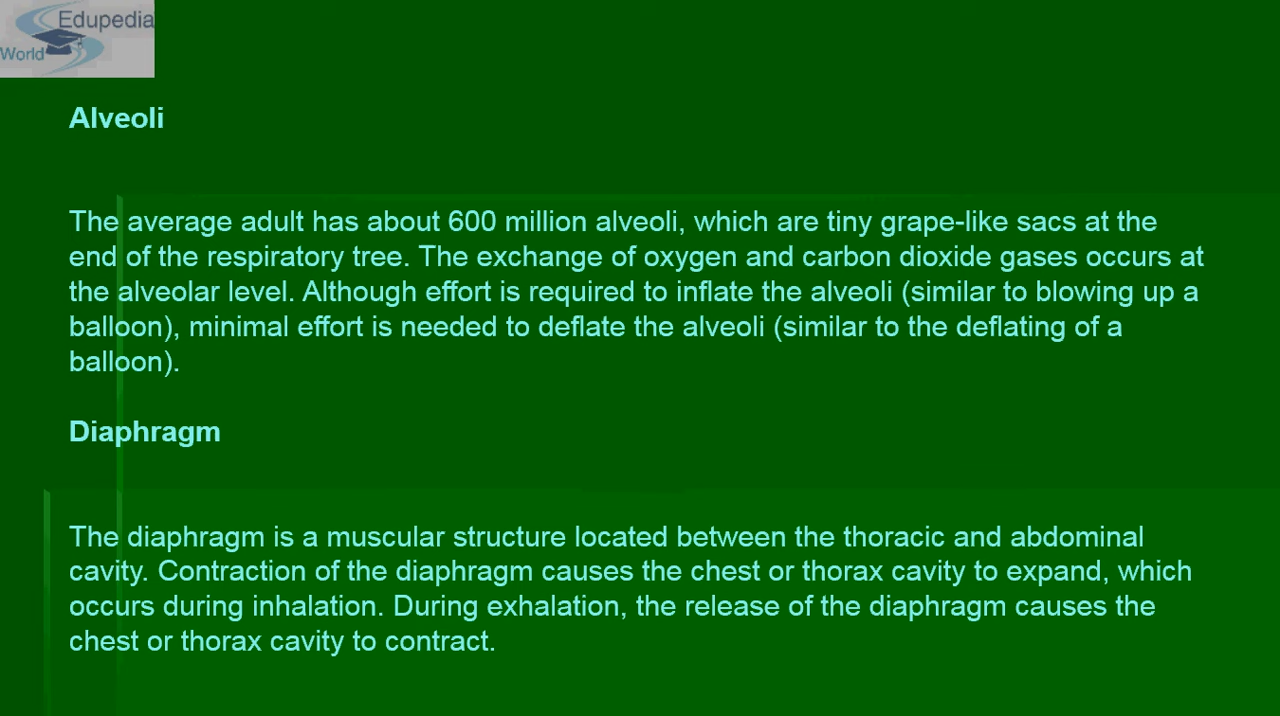 Edupedia
World
Alveoli
The average adult has about 600 million alveoli, which are tiny grape-like sacs at the
end of the respiratory tree. The exchange of oxygen and carbon dioxide gases occurs at
the alveolar level. Although effort is required to inflate the alveoli (similar to blowing up a
balloon), minimal effort is needed to deflate the alveoli (similar to the deflating of a
balloon).
Diaphragm
The diaphragm is a muscular structure located between the thoracic and abdominal
cavity. Contraction of the diaphragm causes the chest or thorax cavity to expand, which
occurs during inhalation. During exhalation, the release of the diaphragm causes the
chest or thorax cavity to contract.